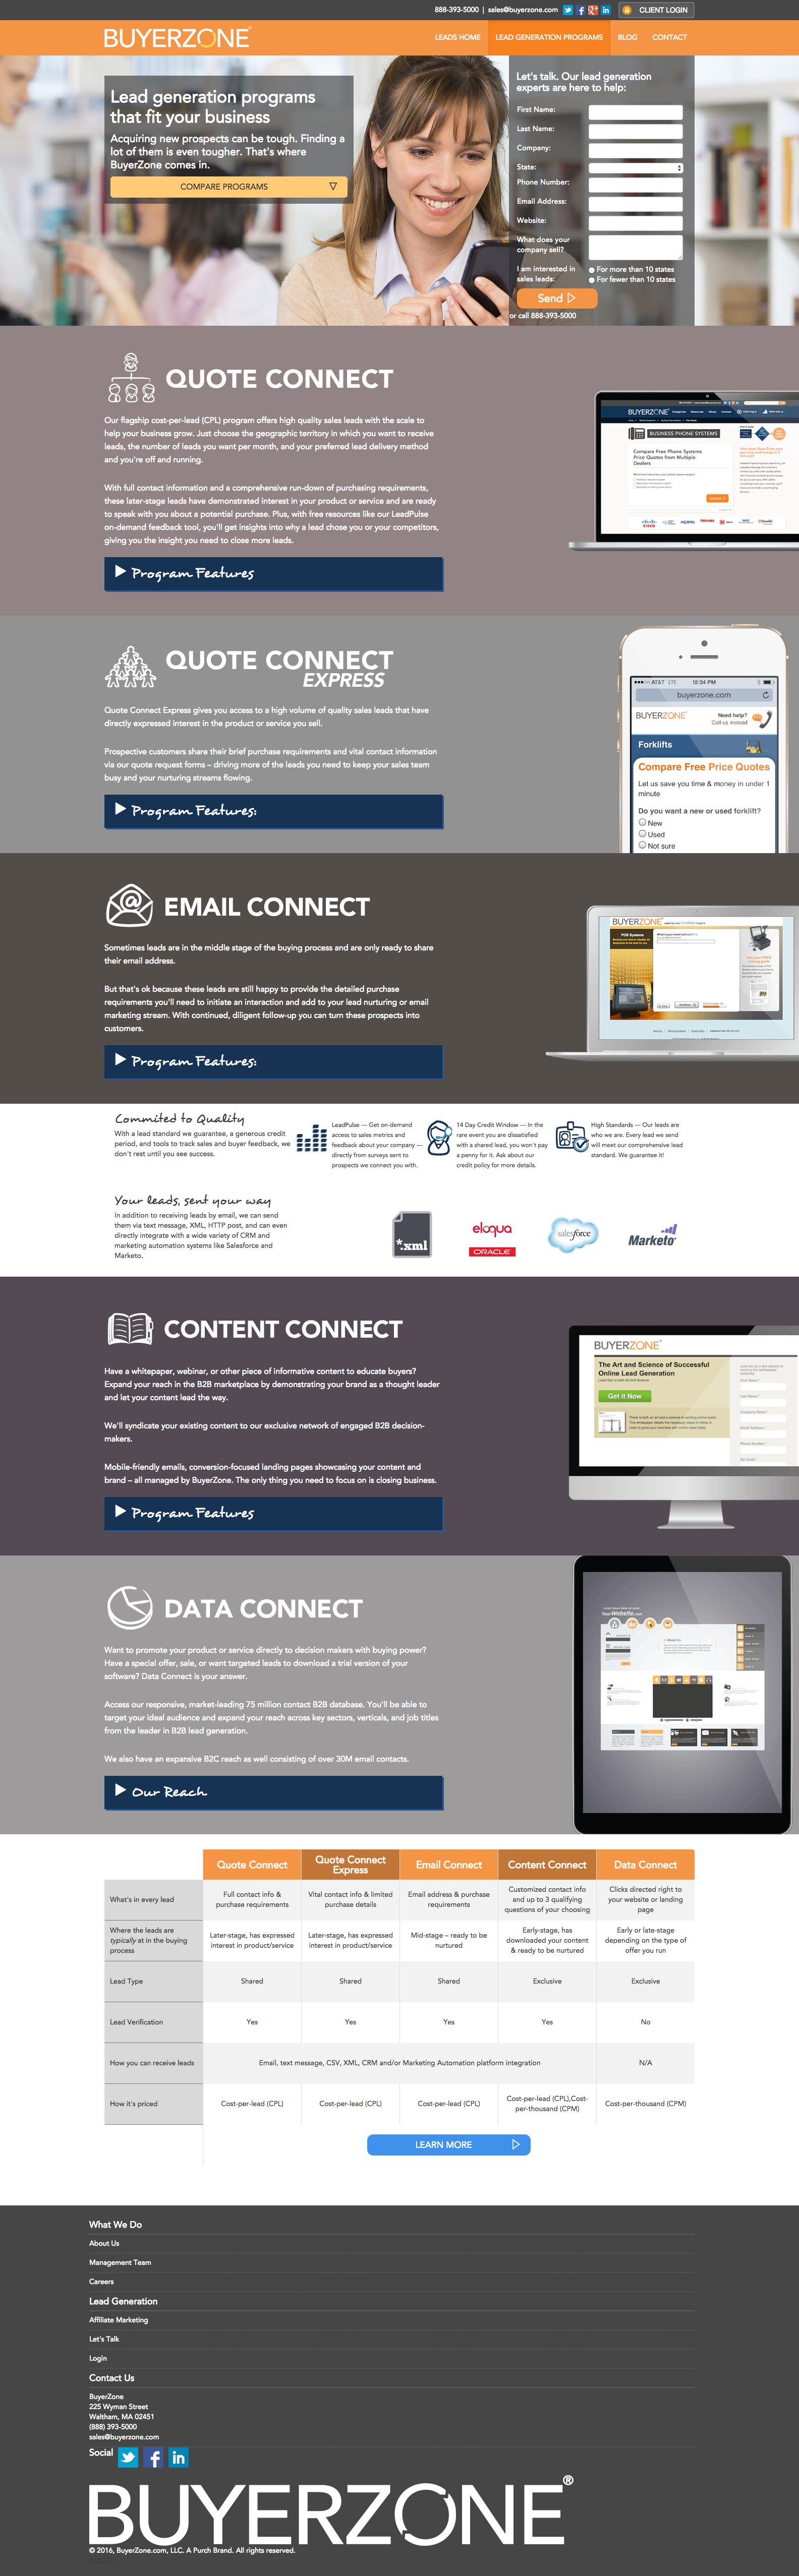 888-393-5000 | sales@buyerzone.com
CLIENT LOGIN
BUYERZONE
LEADS HOME
LEAD GENERATION PROGRAMS
BLOG
CONTACT
Lead generation programs
that fit your business
Acquiring new prospects can be tough. Finding a
lot of them is even tougher. That's where
BuyerZone comes in.
COMPARE PROGRAMS
Let's talk. Our lead generation
experts are here to help:
First Name:
Last Name:
Company:
State:
Phone Number:
Email Address:
Website:
What does your
company sell?
I am interested in
sales leads:
For more than 10 states
For fewer than 10 states
Send
or call 888-393-5000
QUOTE CONNECT
Our flagship cost-per-lead (CPL) program offers high quality sales leads with the scale to
help your business grow. Just choose the geographic territory in which you want to receive
leads, the number of leads you want per month, and your preferred lead delivery method
and you're off and running.
With full contact information and a comprehensive run-down of purchasing requirements,
these later-stage leads have demonstrated interest in your product or service and are ready
to speak with you about a potential purchase. Plus, with free resources like our LeadPulse
on-demand feedback tool, you'll get insights into why a lead chose you or your competitors,
giving you the insight you need to close more leads.
Program Features
BUYERZONE
BUSINESS PHONE SYSTEMS
Compare Free Phone Systems
Price Quotes from Multiple
Dealers
QUOTE CONNECT
EXPRESS
Quote Connect Express gives you access to a high volume of quality sales leads that have
directly expressed interest in the product or service you sell.
Prospective customers share their brief purchase requirements and vital contact information
via our quote request forms – driving more of the leads you need to keep your sales team
busy and your nurturing streams flowing.
Program Features:
AT&T LTE 12:34 PM
buyerzone.com
BUYERZONE
Need help?
Call us instead
Forklifts
Compare Free Price Quotes
Let us save you time & money in under 1
minute
Do you want a new or used forklift?
New
Used
Not sure
EMAIL CONNECT
Sometimes leads are in the middle stage of the buying process and are only ready to share
their email address.
But that's ok because these leads are still happy to provide the detailed purchase
requirements you'll need to initiate an interaction and add to your lead nurturing or email
marketing stream. With continued, diligent follow-up you can turn these prospects into
customers.
Program Features:
BUYERZONE
POS Systems
Commited to Quality
With a lead standard we guarantee, a generous credit
period, and tools to track sales and buyer feedback, we
don't rest until you see success.
LeadPulse — Get on-demand
access to sales metrics and
feedback about your company —
directly from surveys sent to
prospects we connect you with.
14 Day Credit Window — In the
rare event you are dissatisfied
with a shared lead, you won't pay
a penny for it. Ask about our
credit policy for more details.
High Standards — Our leads are
who we are. Every lead we send
will meet our comprehensive lead
standard. We guarantee it!
Your leads, sent your way
In addition to receiving leads by email, we can send
them via text message, XML, HTTP post, and can even
directly integrate with a wide variety of CRM and
marketing automation systems like Salesforce and
Marketo.
*.xml
eloqua
ORACLE
salesforce
Marketo
CONTENT CONNECT
Have a whitepaper, webinar, or other piece of informative content to educate buyers?
Expand your reach in the B2B marketplace by demonstrating your brand as a thought leader
and let your content lead the way.
We'll syndicate your existing content to our exclusive network of engaged B2B decision-
makers.
Mobile-friendly emails, conversion-focused landing pages showcasing your content and
brand – all managed by BuyerZone. The only thing you need to focus on is closing business.
Program Features
BUYERZONE
The Art and Science of Successful
Online Lead Generation
Get it Now
DATA CONNECT
Want to promote your product or service directly to decision makers with buying power?
Have a special offer, sale, or want targeted leads to download a trial version of your
software? Data Connect is your answer.
Access our responsive, market-leading 75 million contact B2B database. You'll be able to
target your ideal audience and expand your reach across key sectors, verticals, and job titles
from the leader in B2B lead generation.
We also have an expansive B2C reach as well consisting of over 30M email contacts.
Our Reach
Quote Connect
Quote Connect
Express
Email Connect
Content Connect
Data Connect
What's in every lead
Full contact info &
purchase requirements
Vital contact info & limited
purchase details
Email address & purchase
requirements
Customized contact info
and up to 3 qualifying
questions of your choosing
Clicks directed right to
your website or landing
page
Where the leads are
typically at in the buying
process
Later-stage, has expressed
interest in product/service
Later-stage, has expressed
interest in product/service
Mid-stage – ready to be
nurtured
Early-stage, has
downloaded your content
& ready to be nurtured
Early or late-stage
depending on the type of
offer you run
Lead Type
Shared
Shared
Shared
Exclusive
Exclusive
Lead Verification
Yes
Yes
Yes
Yes
No
How you can receive leads
Email, text message, CSV, XML, CRM and/or Marketing Automation platform integration
N/A
How it's priced
Cost-per-lead (CPL)
Cost-per-lead (CPL)
Cost-per-lead (CPL)
Cost-per-lead (CPL),Cost-
per-thousand (CPM)
Cost-per-thousand (CPM)
LEARN MORE
What We Do
About Us
Management Team
Careers
Lead Generation
Affiliate Marketing
Let's Talk
Login
Contact Us
BuyerZone
225 Wyman Street
Waltham, MA 02451
(888) 393-5000
sales@buyerzone.com
Social
BUYERZONE®
© 2016, BuyerZone.com, LLC. A Purch Brand. All rights reserved.